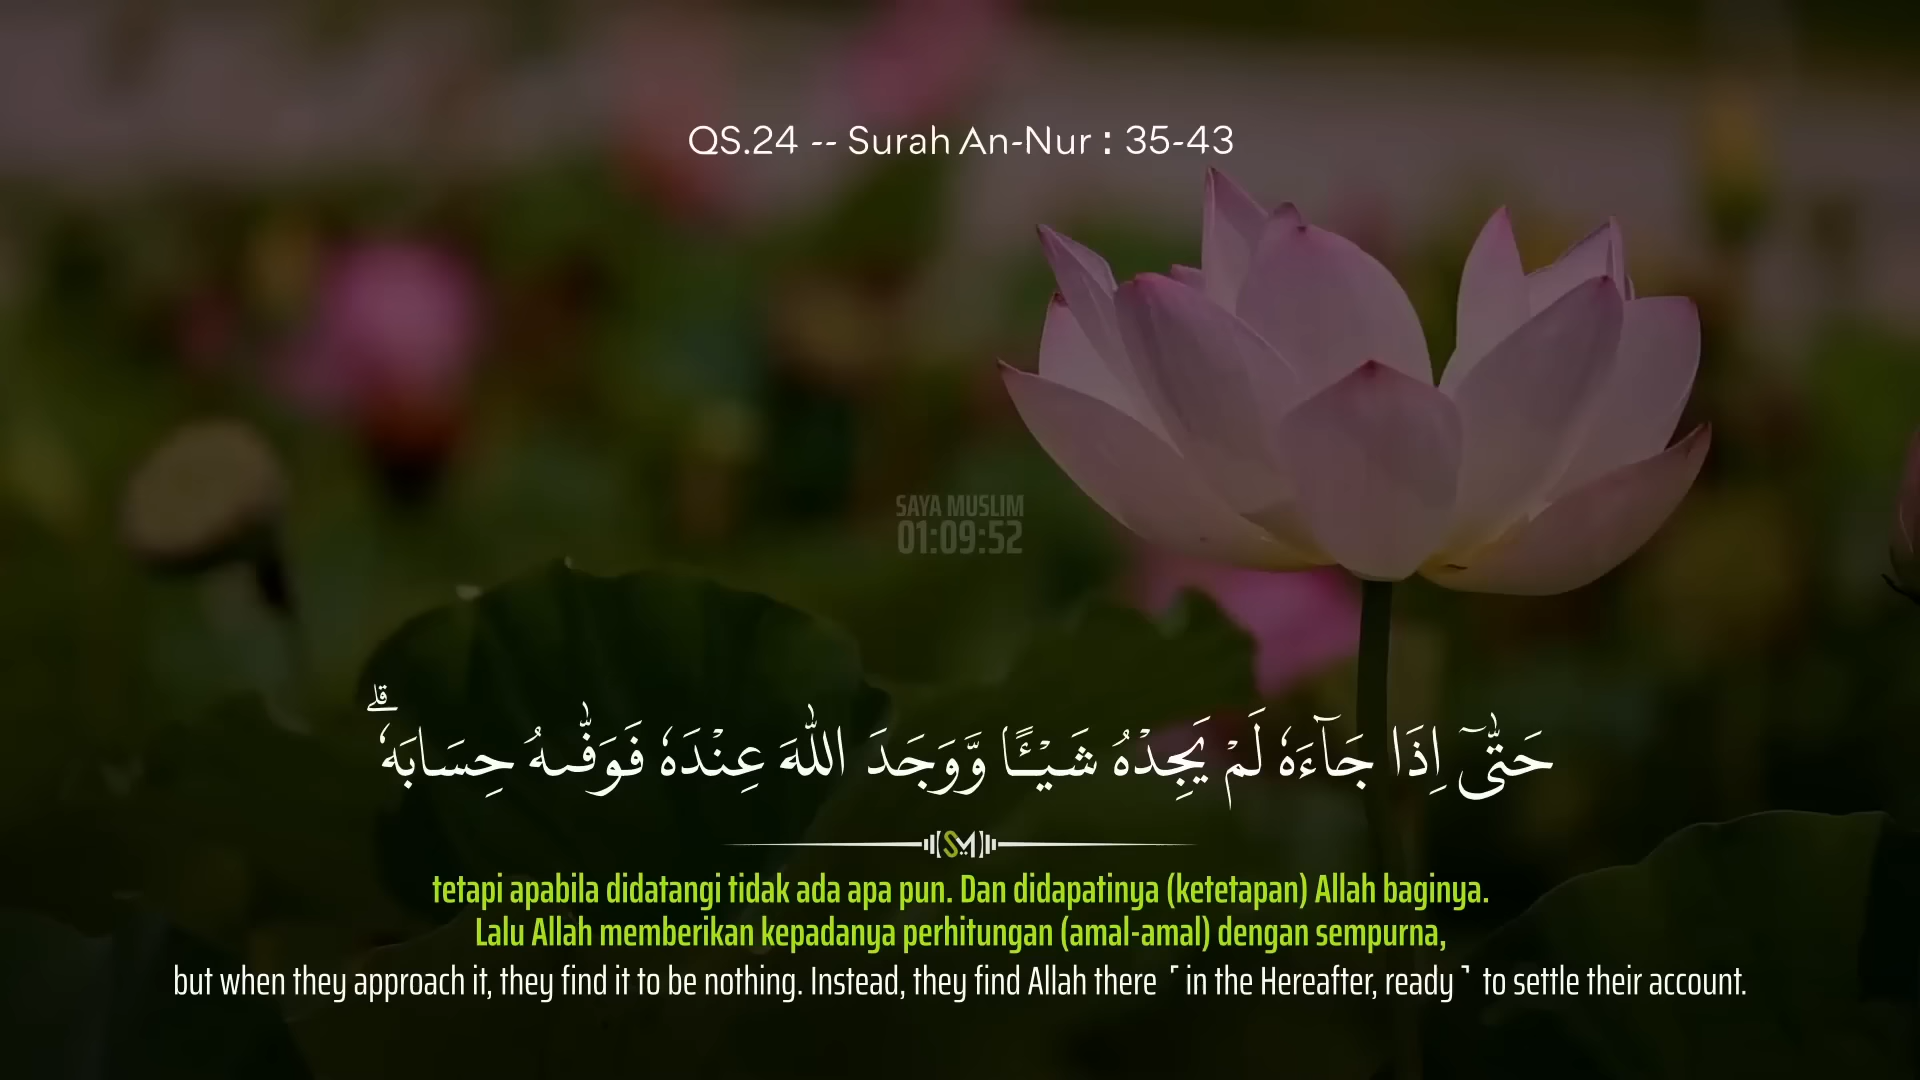 QS.24 -- Surah An-Nur : 35-43
SAYA MUSLIM
01:09:52
حَتّٰىٓ اِذَا جَاۤءَهٗ لَمْ يَجِدْهُ شَيْـًٔا وَّوَجَدَ اللّٰهَ عِنْدَهٗ فَوَفّٰىهُ حِسَابَهٗ ۗ
SM
tetapi apabila didatangi tidak ada apa pun. Dan didapatinya (ketetapan) Allah baginya.
Lalu Allah memberikan kepadanya perhitungan (amal-amal) dengan sempurna,
but when they approach it, they find it to be nothing. Instead, they find Allah there ˹in the Hereafter, ready˺ to settle their account.